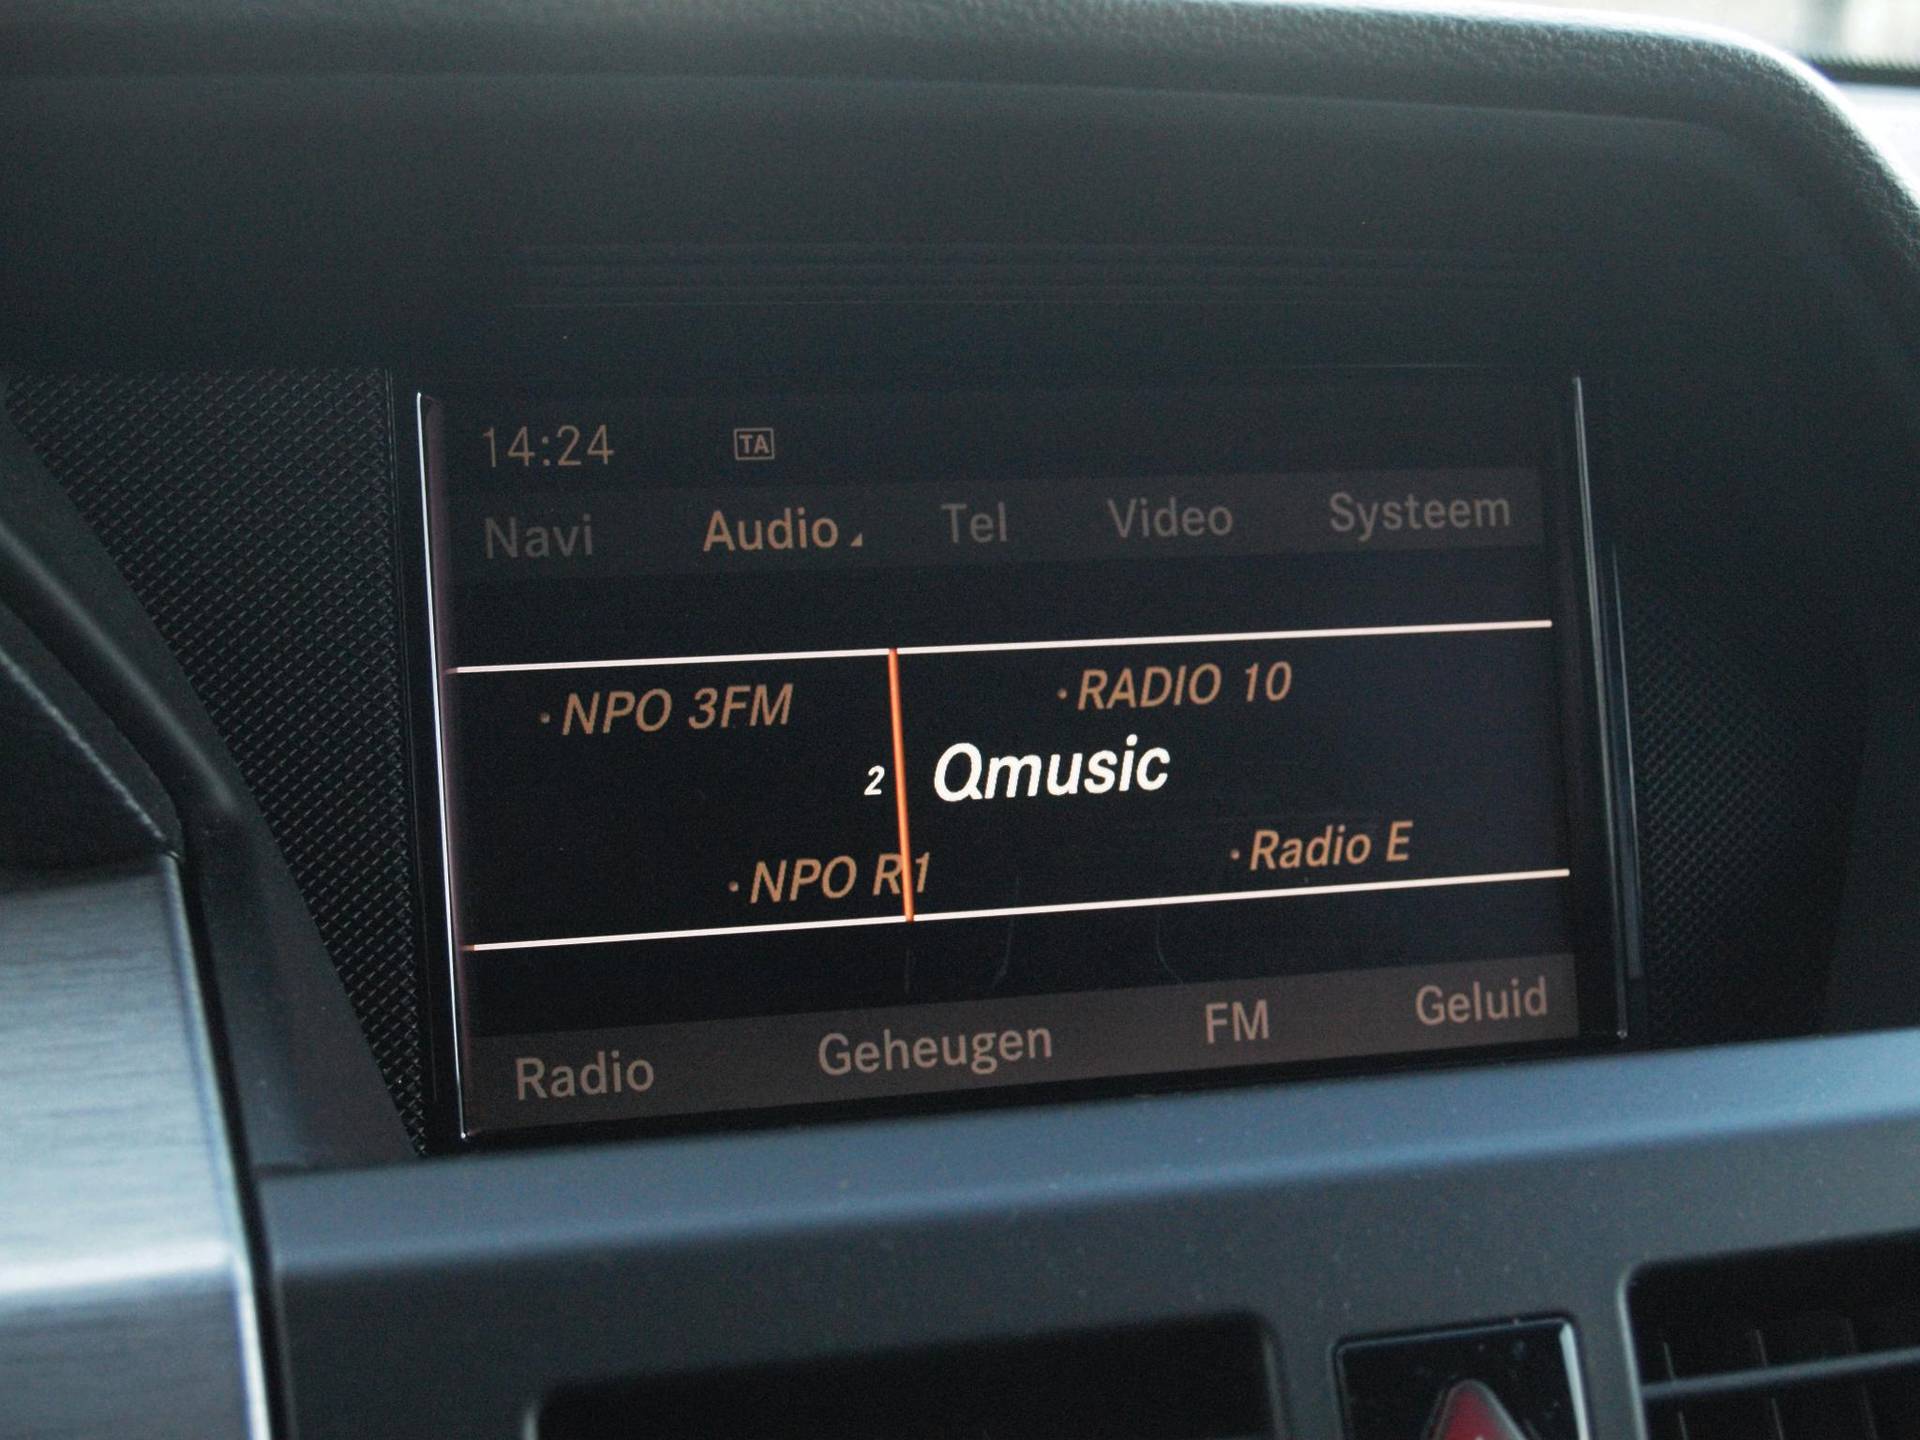 14:24 TA
Navi Audio Tel Video Systeem
·NPO 3FM ·RADIO 10
2 Qmusic
·NPO R1 ·Radio E
Radio Geheugen FM Geluid